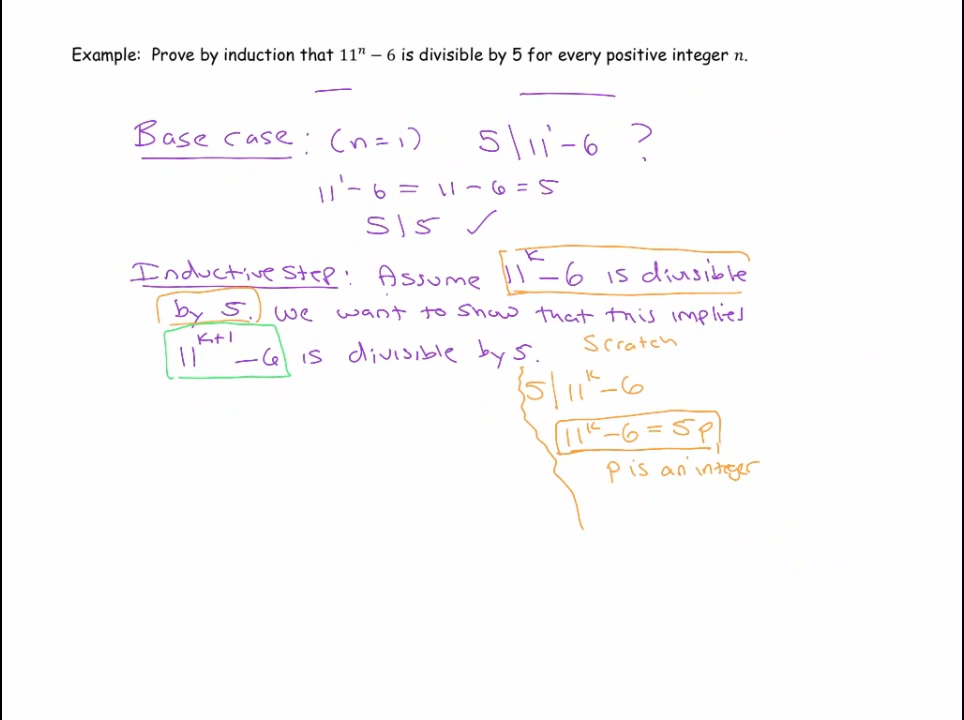 Example: Prove by induction that 11ⁿ − 6 is divisible by 5 for every positive integer n.
Base case: (n=1) 5|11¹−6 ?
11¹−6 = 11−6 = 5
5|5 ✓
Inductive Step: Assume 11ᵏ−6 is divisible
by 5. We want to show that this implies
11ᵏ⁺¹−6 is divisible by 5.
Scratch
5|11ᵏ−6
11ᵏ−6 = 5p,
p is an integer